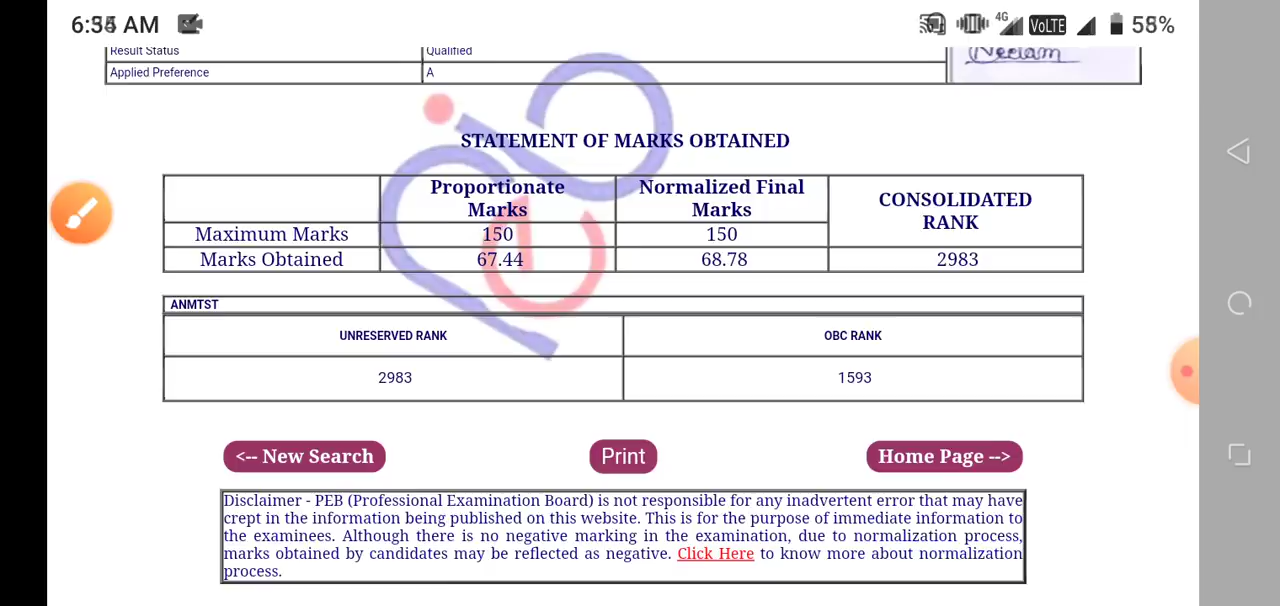 AM
4G VoLTE 58%
Result Status Qualified
Neelam
Applied Preference A
STATEMENT OF MARKS OBTAINED
Proportionate Marks Normalized Final Marks CONSOLIDATED RANK
Maximum Marks 150 150
Marks Obtained 67.44 68.78 2983
ANMTST
UNRESERVED RANK OBC RANK
2983 1593
<-- New Search Print Home Page -->
Disclaimer - PEB (Professional Examination Board) is not responsible for any inadvertent error that may have
crept in the information being published on this website. This is for the purpose of immediate information to
the examinees. Although there is no negative marking in the examination, due to normalization process,
marks obtained by candidates may be reflected as negative. Click Here to know more about normalization
process.